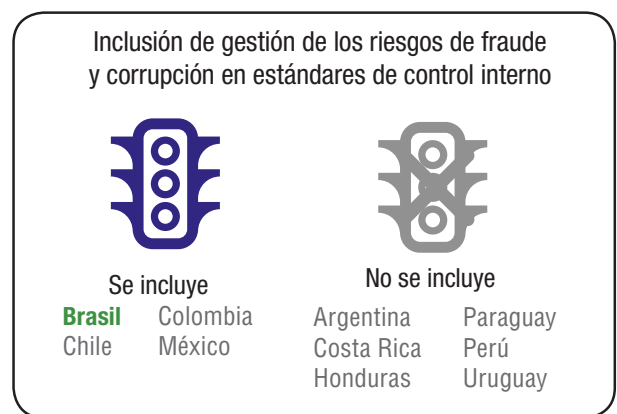 Inclusión de gestión de los riesgos de fraude
y corrupción en estándares de control interno
Se incluye
Brasil Colombia
Chile México
No se incluye
Argentina Paraguay
Costa Rica Perú
Honduras Uruguay